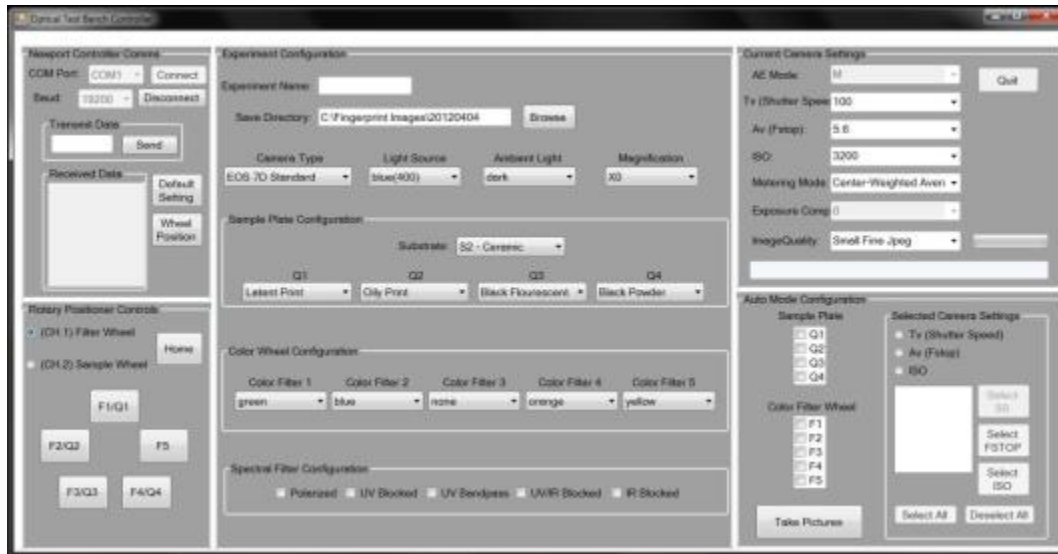 Optical Test Bench Controller
Newport Controller Comms
COM Port: COM1 Connect
Baud: 19200 Disconnect
Transmit Data
Send
Received Data
Default Setting
Wheel Position
Rotary Positioner Controls
(CH.1) Filter Wheel
(CH.2) Sample Wheel
Home
F1/Q1
F2/Q2 F5
F3/Q3 F4/Q4
Experiment Configuration
Experiment Name:
Save Directory: C:\Fingerprint Images\20120404 Browse
Camera Type Light Source Ambient Light Magnification
EOS 7D Standard blue(400) dark X0
Sample Plate Configuration
Substrate: S2 - Ceramic
Q1 Q2 Q3 Q4
Latent Print Oily Print Black Flourescent Black Powder
Color Wheel Configuration
Color Filter 1 Color Filter 2 Color Filter 3 Color Filter 4 Color Filter 5
green blue none orange yellow
Spectral Filter Configuration
Polarized UV Blocked UV Bandpass UV/IR Blocked IR Blocked
Current Camera Settings
AE Mode: M Quit
Tv (Shutter Spee 100
Av (Fstop): 5.6
ISO: 3200
Metering Mode: Center-Weighted Aver
Exposure Comp 0
ImageQuality: Small Fine Jpeg
Auto Mode Configuration
Sample Plate
Q1
Q2
Q3
Q4
Color Filter Wheel
F1
F2
F3
F4
F5
Take Pictures
Selected Camera Settings
Tv (Shutter Speed)
Av (Fstop)
ISO
Select SS
Select FSTOP
Select ISO
Select All Deselect All